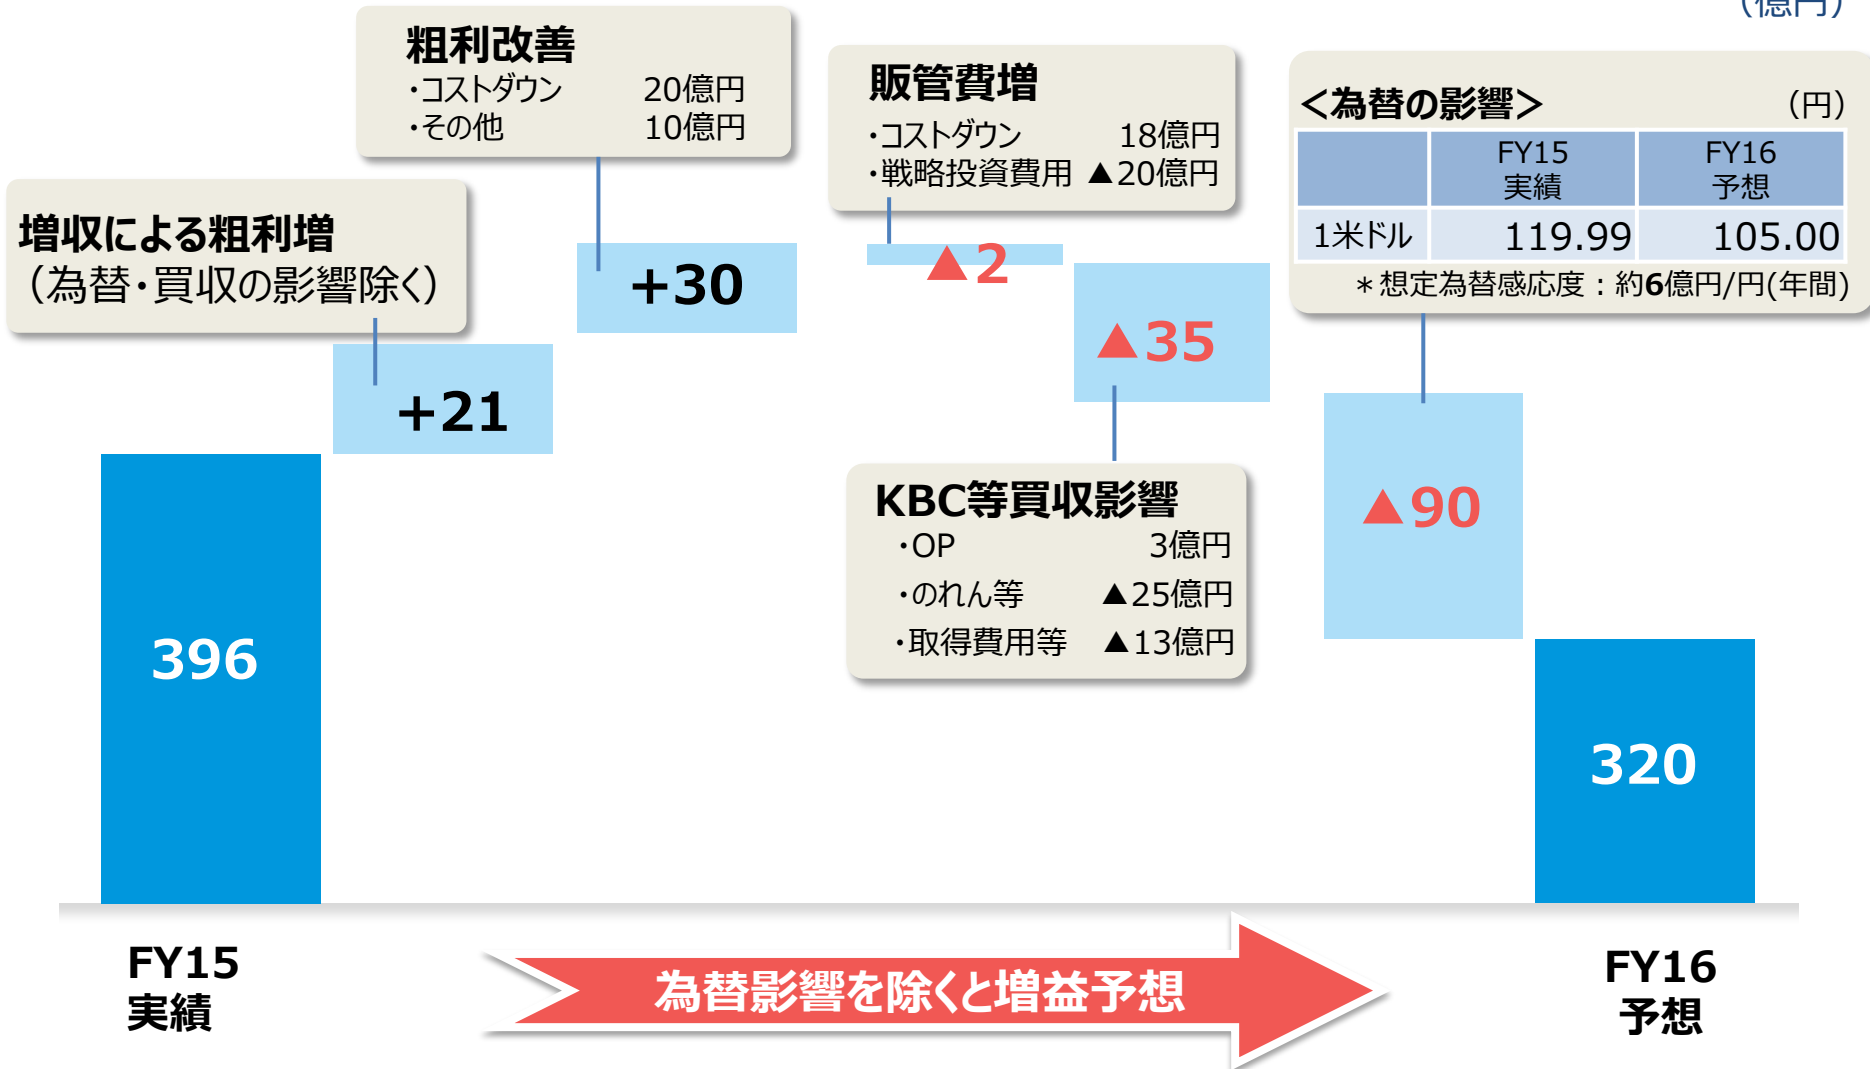 （億円）
粗利改善
・コストダウン 20億円
・その他 10億円
販管費増
・コストダウン 18億円
・戦略投資費用 ▲20億円
＜為替の影響＞ （円）
FY15 実績 FY16 予想
1米ドル 119.99 105.00
＊想定為替感応度：約6億円/円(年間)
増収による粗利増
（為替・買収の影響除く）
+30
▲2
▲35
+21
▲90
KBC等買収影響
・OP 3億円
・のれん等 ▲25億円
・取得費用等 ▲13億円
396
320
FY15
実績
為替影響を除くと増益予想
FY16
予想